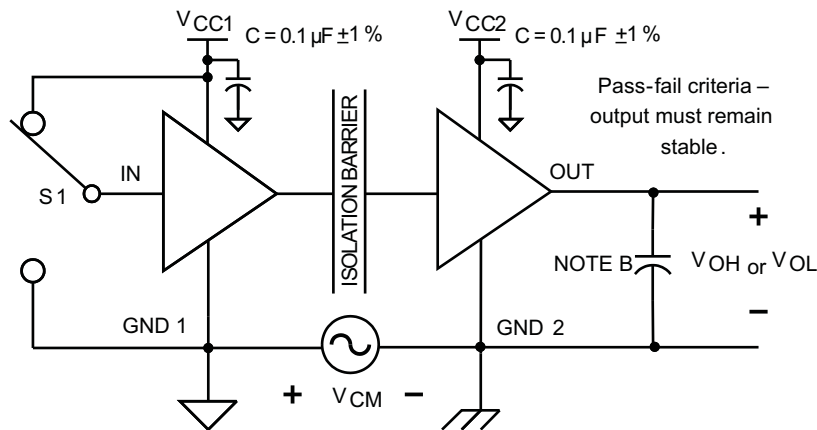 VCC1
C = 0.1 µF ±1 %
VCC2
C = 0.1 µF ±1%
Pass-fail criteria –
output must remain
stable.
IN
S1
ISOLATION BARRIER
OUT
+
NOTE B
VOH or VOL
–
GND 1
GND 2
+ VCM –